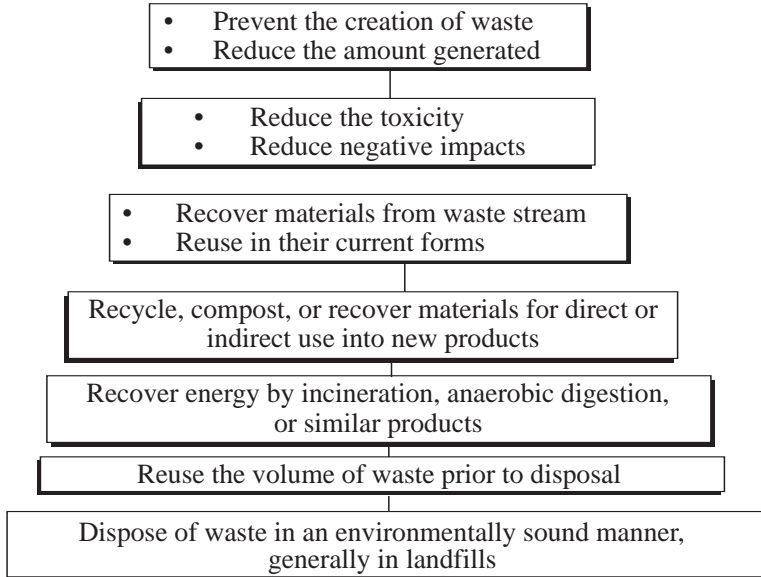 • Prevent the creation of waste
• Reduce the amount generated
• Reduce the toxicity
• Reduce negative impacts
• Recover materials from waste stream
• Reuse in their current forms
Recycle, compost, or recover materials for direct or
indirect use into new products
Recover energy by incineration, anaerobic digestion,
or similar products
Reuse the volume of waste prior to disposal
Dispose of waste in an environmentally sound manner,
generally in landfills